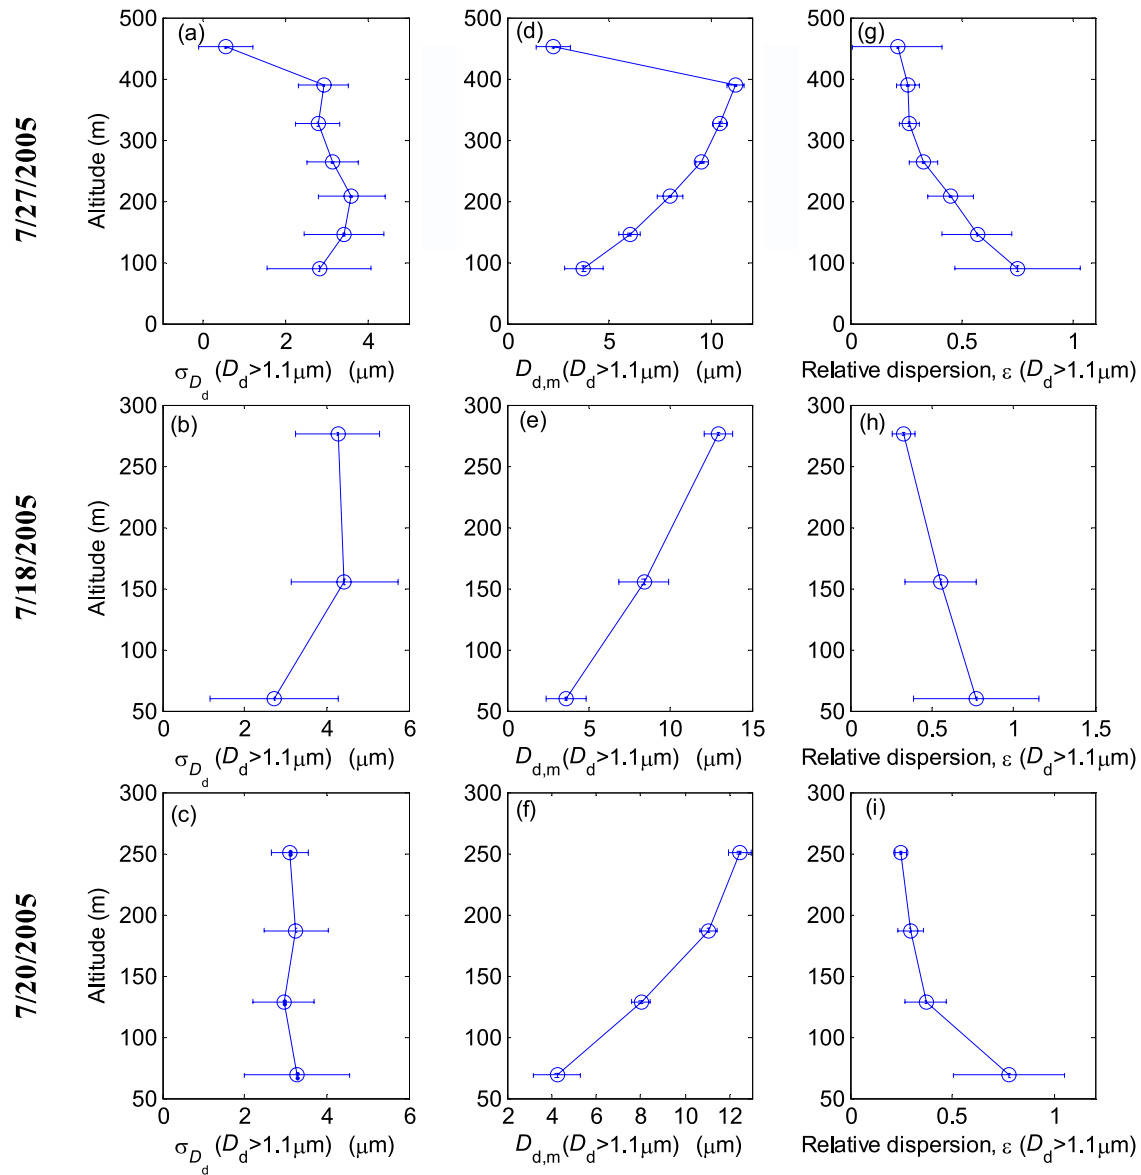 (a) (d) (g)
500 500 500
400 400 400
300 300 300
200 200 200
100 100 100
0 0 0
Altitude (m)
7/27/2005
0 2 4 0 5 10 0 0.5 1
σ_{D_d} (D_d>1.1μm) (μm) D_{d,m}(D_d>1.1μm) (μm) Relative dispersion, ε (D_d>1.1μm)
(b) (e) (h)
300 300 300
250 250 250
200 200 200
150 150 150
100 100 100
50 50 50
Altitude (m)
7/18/2005
0 2 4 6 0 5 10 15 0 0.5 1 1.5
σ_{D_d} (D_d>1.1μm) (μm) D_{d,m}(D_d>1.1μm) (μm) Relative dispersion, ε (D_d>1.1μm)
(c) (f) (i)
300 300 300
250 250 250
200 200 200
150 150 150
100 100 100
50 50 50
Altitude (m)
7/20/2005
0 2 4 6 2 4 6 8 10 12 0 0.5 1
σ_{D_d} (D_d>1.1μm) (μm) D_{d,m}(D_d>1.1μm) (μm) Relative dispersion, ε (D_d>1.1μm)